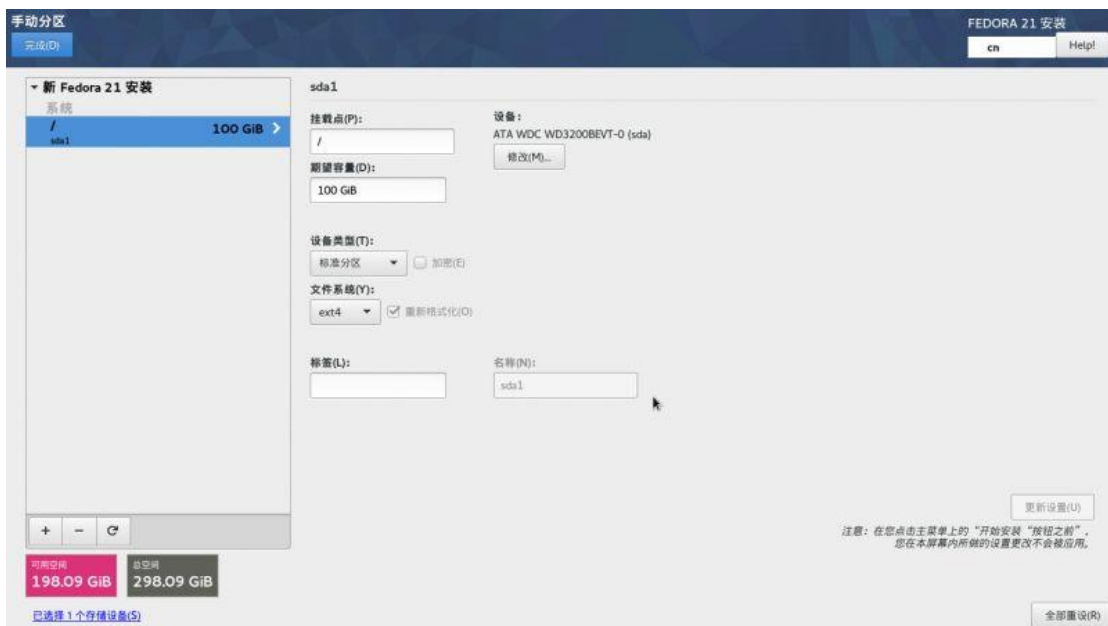 手动分区
完成(D)
FEDORA 21 安装
cn
Help!
新 Fedora 21 安装
系统
/
sda1
100 GiB
sda1
挂载点(P):
/
期望容量(D):
100 GiB
设备:
ATA WDC WD3200BEVT-0 (sda)
修改(M)...
设备类型(T):
标准分区
加密(E)
文件系统(Y):
ext4
重新格式化(O)
标签(L):
名称(N):
sda1
更新设置(U)
注意：在您点击主菜单上的“开始安装“按钮之前”，
您在本屏幕内所做的设置更改不会被应用。
+ -
可用空间
198.09 GiB
总空间
298.09 GiB
已选择 1 个存储设备(S)
全部重设(R)